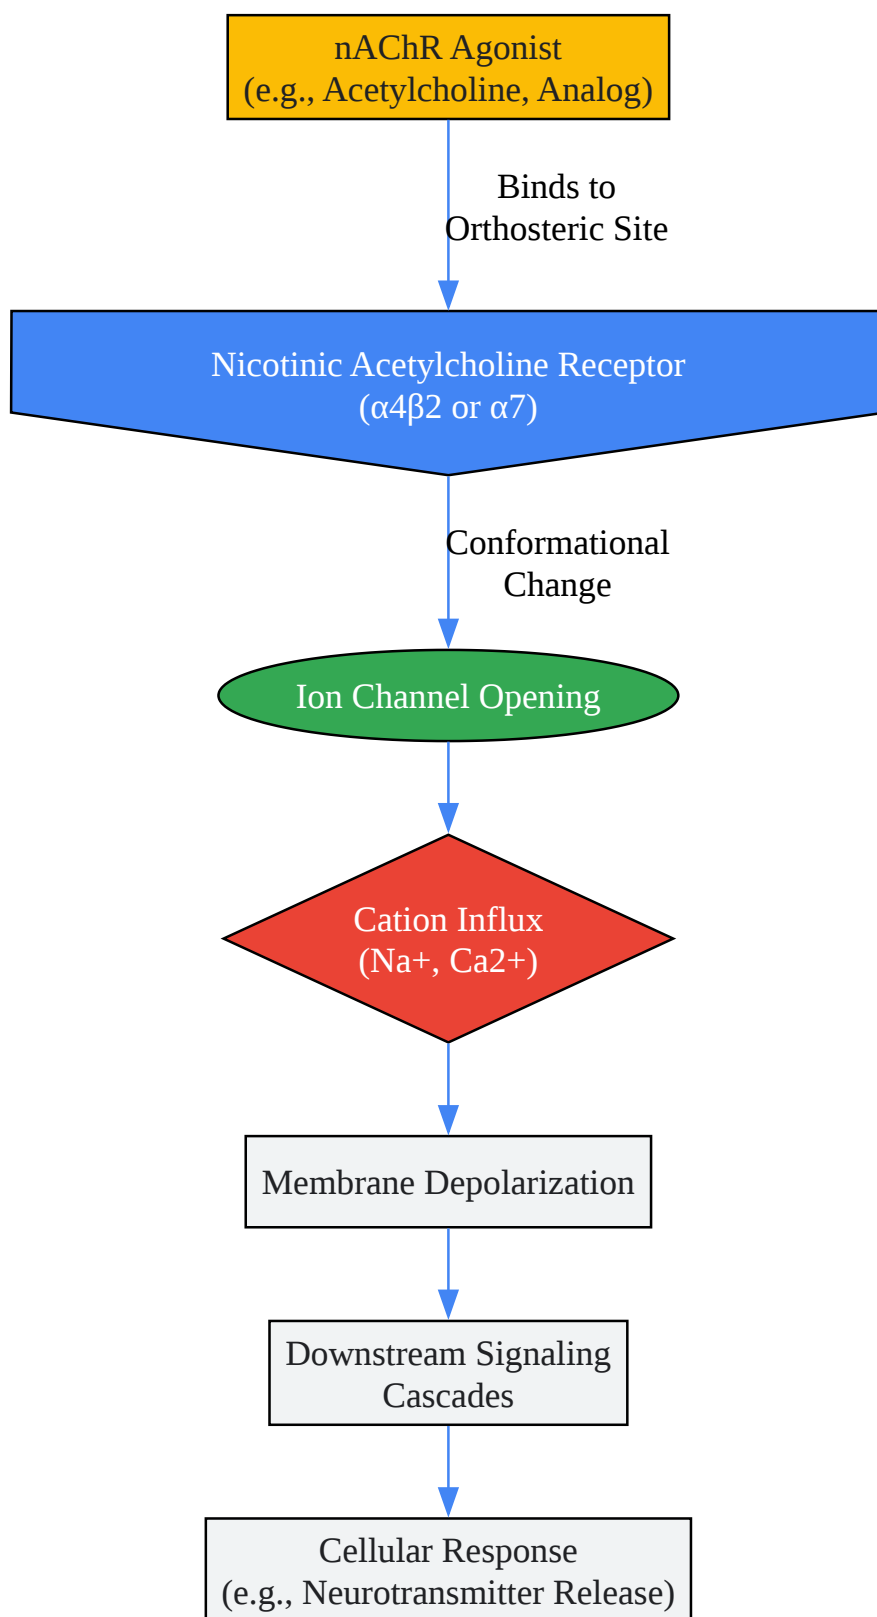 nAChR Agonist
(e.g., Acetylcholine, Analog)
Binds to
Orthosteric Site
Nicotinic Acetylcholine Receptor
(α4β2 or α7)
Conformational
Change
Ion Channel Opening
Cation Influx
(Na+, Ca2+)
Membrane Depolarization
Downstream Signaling
Cascades
Cellular Response
(e.g., Neurotransmitter Release)